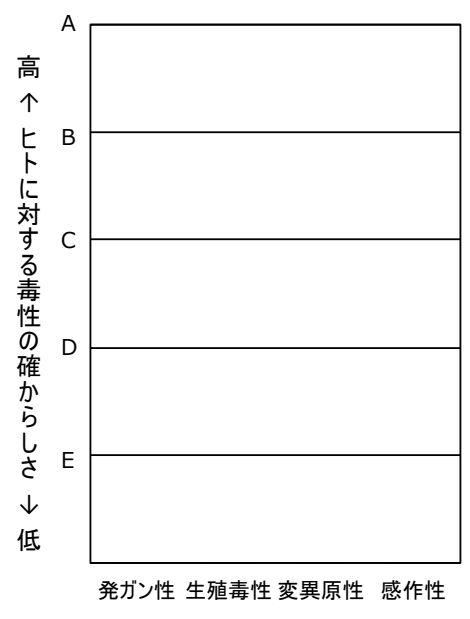 高 ↑ ヒトに対する毒性の確からしさ ↓ 低
A
B
C
D
E
発ガン性 生殖毒性 変異原性 感作性